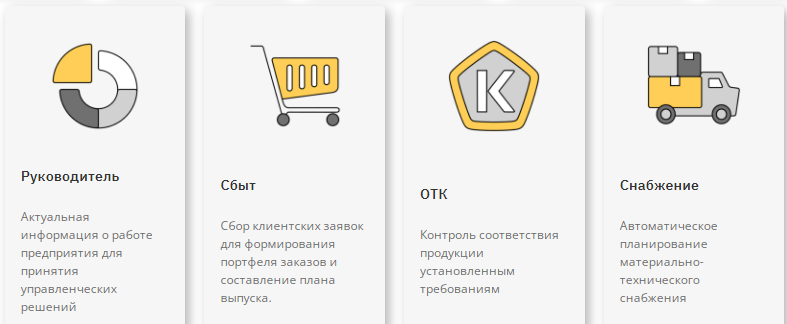 Руководитель
Актуальная
информация о работе
предприятия для
принятия
управленческих
решений
Сбыт
Сбор клиентских заявок
для формирования
портфеля заказов и
составление плана
выпуска.
К
ОТК
Контроль соответствия
продукции
установленным
требованиям
Снабжение
Автоматическое
планирование
материально-
технического
снабжения